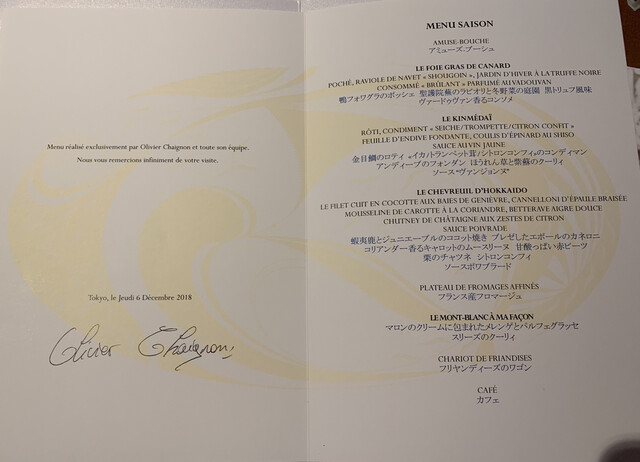 Menu réalisé exclusivement par Olivier Chaignon et toute son équipe.
Nous vous remercions infiniment de votre visite.
Tokyo, le Jeudi 6 Décembre 2018
Olivier Chaignon
MENU SAISON
AMUSE-BOUCHE
アミューズ・ブーシュ
LE FOIE GRAS DE CANARD
POCHÉ, RAVIOLE DE NAVET « SHOUGOIN », JARDIN D'HIVER À LA TRUFFE NOIRE
CONSOMMÉ « BRÛLANT » PARFUMÉ AU VADOUVAN
鴨フォワグラのポッシェ 聖護院蕪のラビオリと冬野菜の庭園 黒トリュフ風味
ヴァードゥヴァン香るコンソメ
LE KINMÉDAÏ
RÔTI, CONDIMENT « SEICHE/TROMPETTE/CITRON CONFIT »
FEUILLE D'ENDIVE FONDANTE, COULIS D'ÉPINARD AU SHISO
SAUCE AU VIN JAUNE
金目鯛のロティ “イカ/トランペット茸/シトロンコンフィ”のコンディマン
アンディーブのフォンダン ほうれん草と紫蘇のクーリィ
ソース“ヴァンジョンヌ”
LE CHEVREUIL D'HOKKAIDO
LE FILET CUIT EN COCOTTE AUX BAIES DE GENIÈVRE, CANNELLONI D'ÉPAULE BRAISÉE
MOUSSELINE DE CAROTTE À LA CORIANDRE, BETTERAVE AIGRE DOUCE
CHUTNEY DE CHÂTAIGNE AUX ZESTES DE CITRON
SAUCE POIVRADE
蝦夷鹿とジュニエーブルのココット焼き ブレゼしたエポールのカネロニ
コリアンダー香るキャロットのムースリーヌ 甘酸っぱい赤ビーツ
栗のチャツネ シトロンコンフィ
ソースポワブラード
PLATEAU DE FROMAGES AFFINÉS
フランス産フロマージュ
LE MONT-BLANC À MA FAÇON
マロンのクリームに包まれたメレンゲとパルフェグラッセ
スリーズのクーリィ
CHARIOT DE FRIANDISES
フリヤンディーズのワゴン
CAFÉ
カフェ